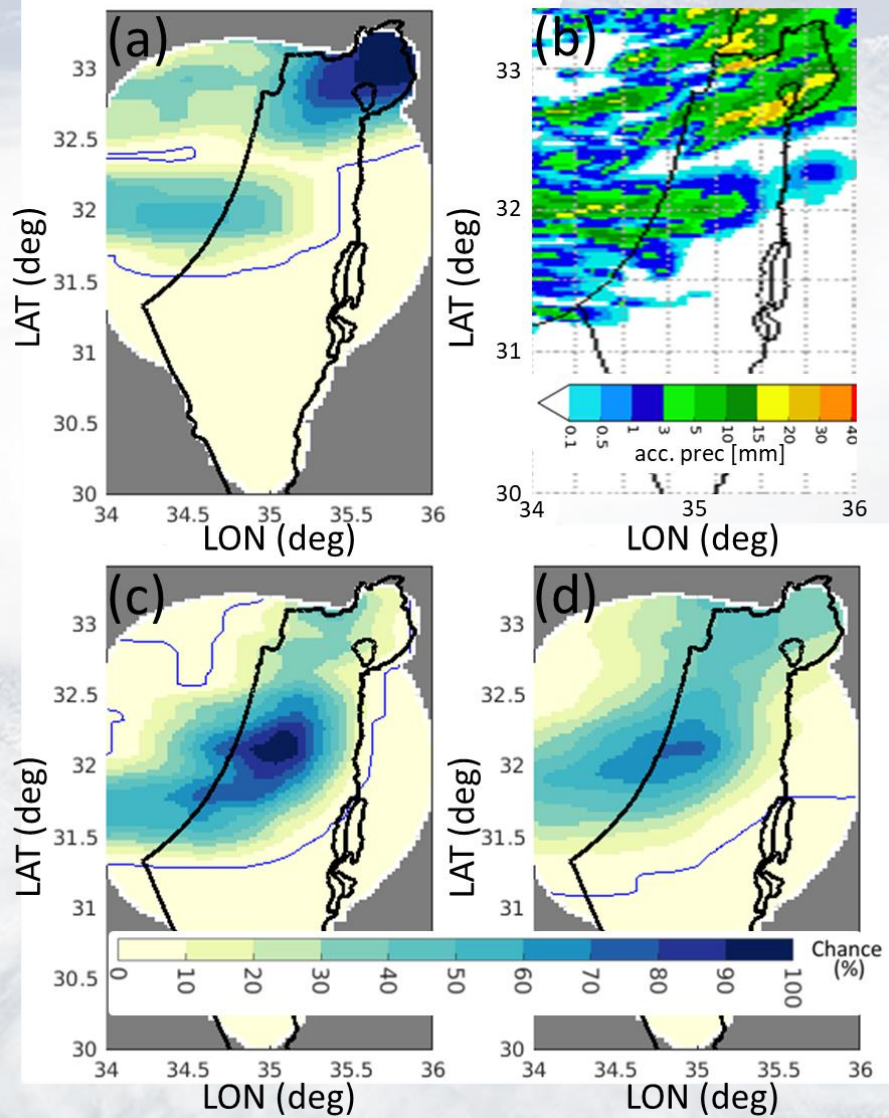 (a)
LAT (deg)
33
32.5
32
31.5
31
30.5
30
34 34.5 35 35.5 36
LON (deg)
(b)
LAT (deg)
33
32
31
30
0.1 0.5 1 3 5 10 15 20 30 40
acc. prec [mm]
34 35 36
LON (deg)
(c)
LAT (deg)
33
32.5
32
31.5
31
30.5
30
34 34.5 35 35.5 36
LON (deg)
(d)
LAT (deg)
33
32.5
32
31.5
31
30
34 34.5 35 35.5 36
LON (deg)
0 10 20 30 40 50 60 70 80 90 100
Chance
(%)